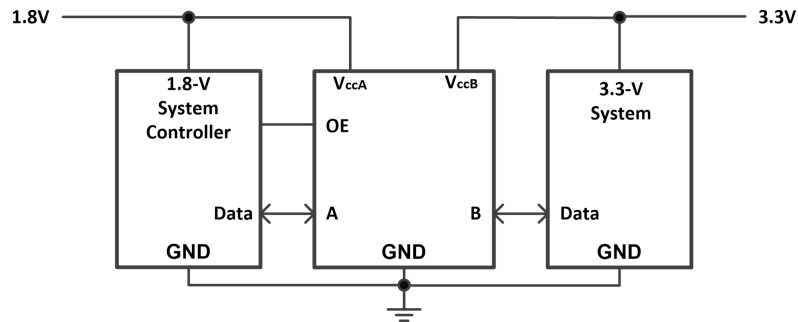 1.8V
3.3V
1.8-V
System
Controller
VccA
VccB
3.3-V
System
OE
Data
A
B
Data
GND
GND
GND